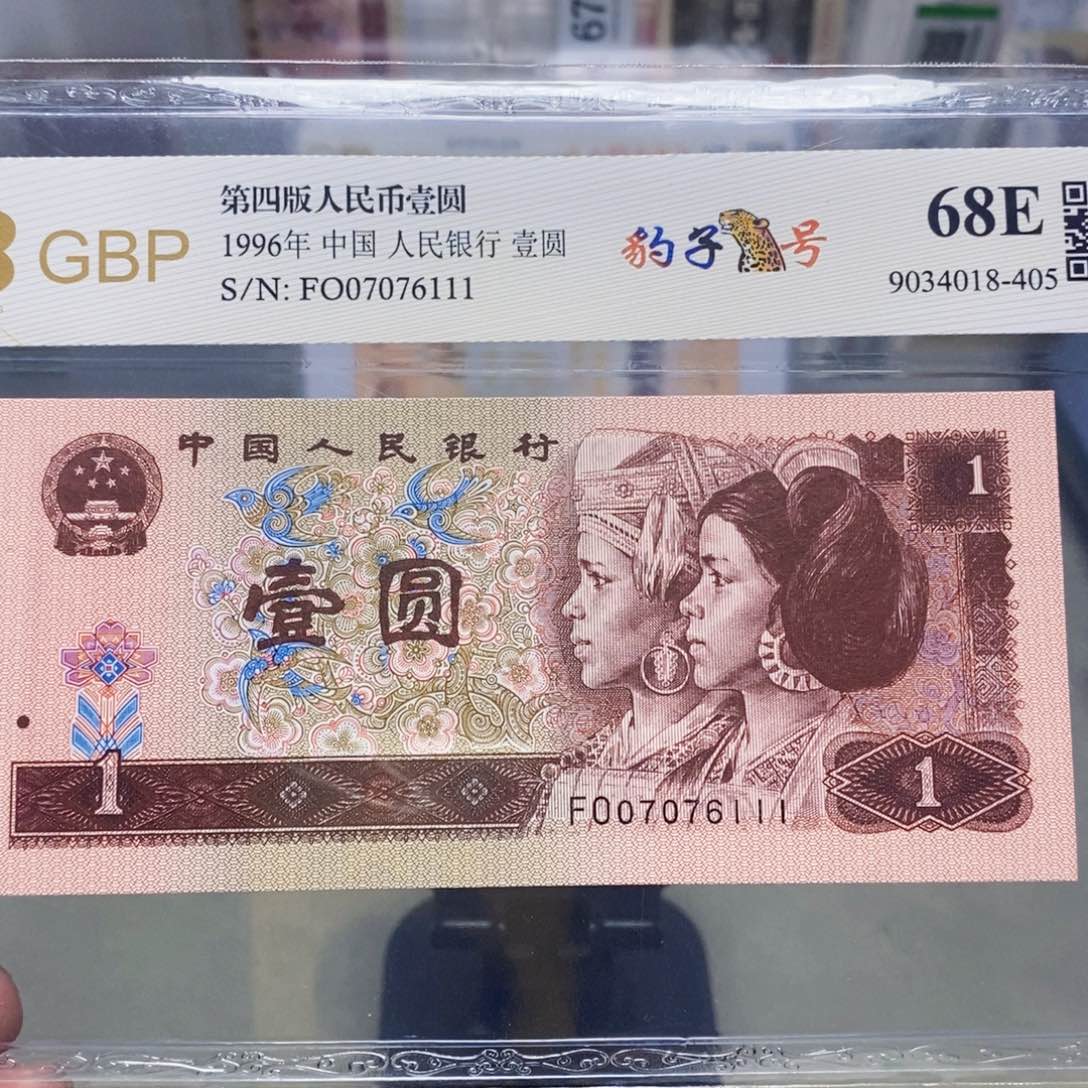 67
第四版人民币壹圆
GBP
1996年 中国 人民银行 壹圆
S/N: FO07076111
豹子号
68E
9034018-405
中国人民银行
1
壹圆
1
FO07076111
1